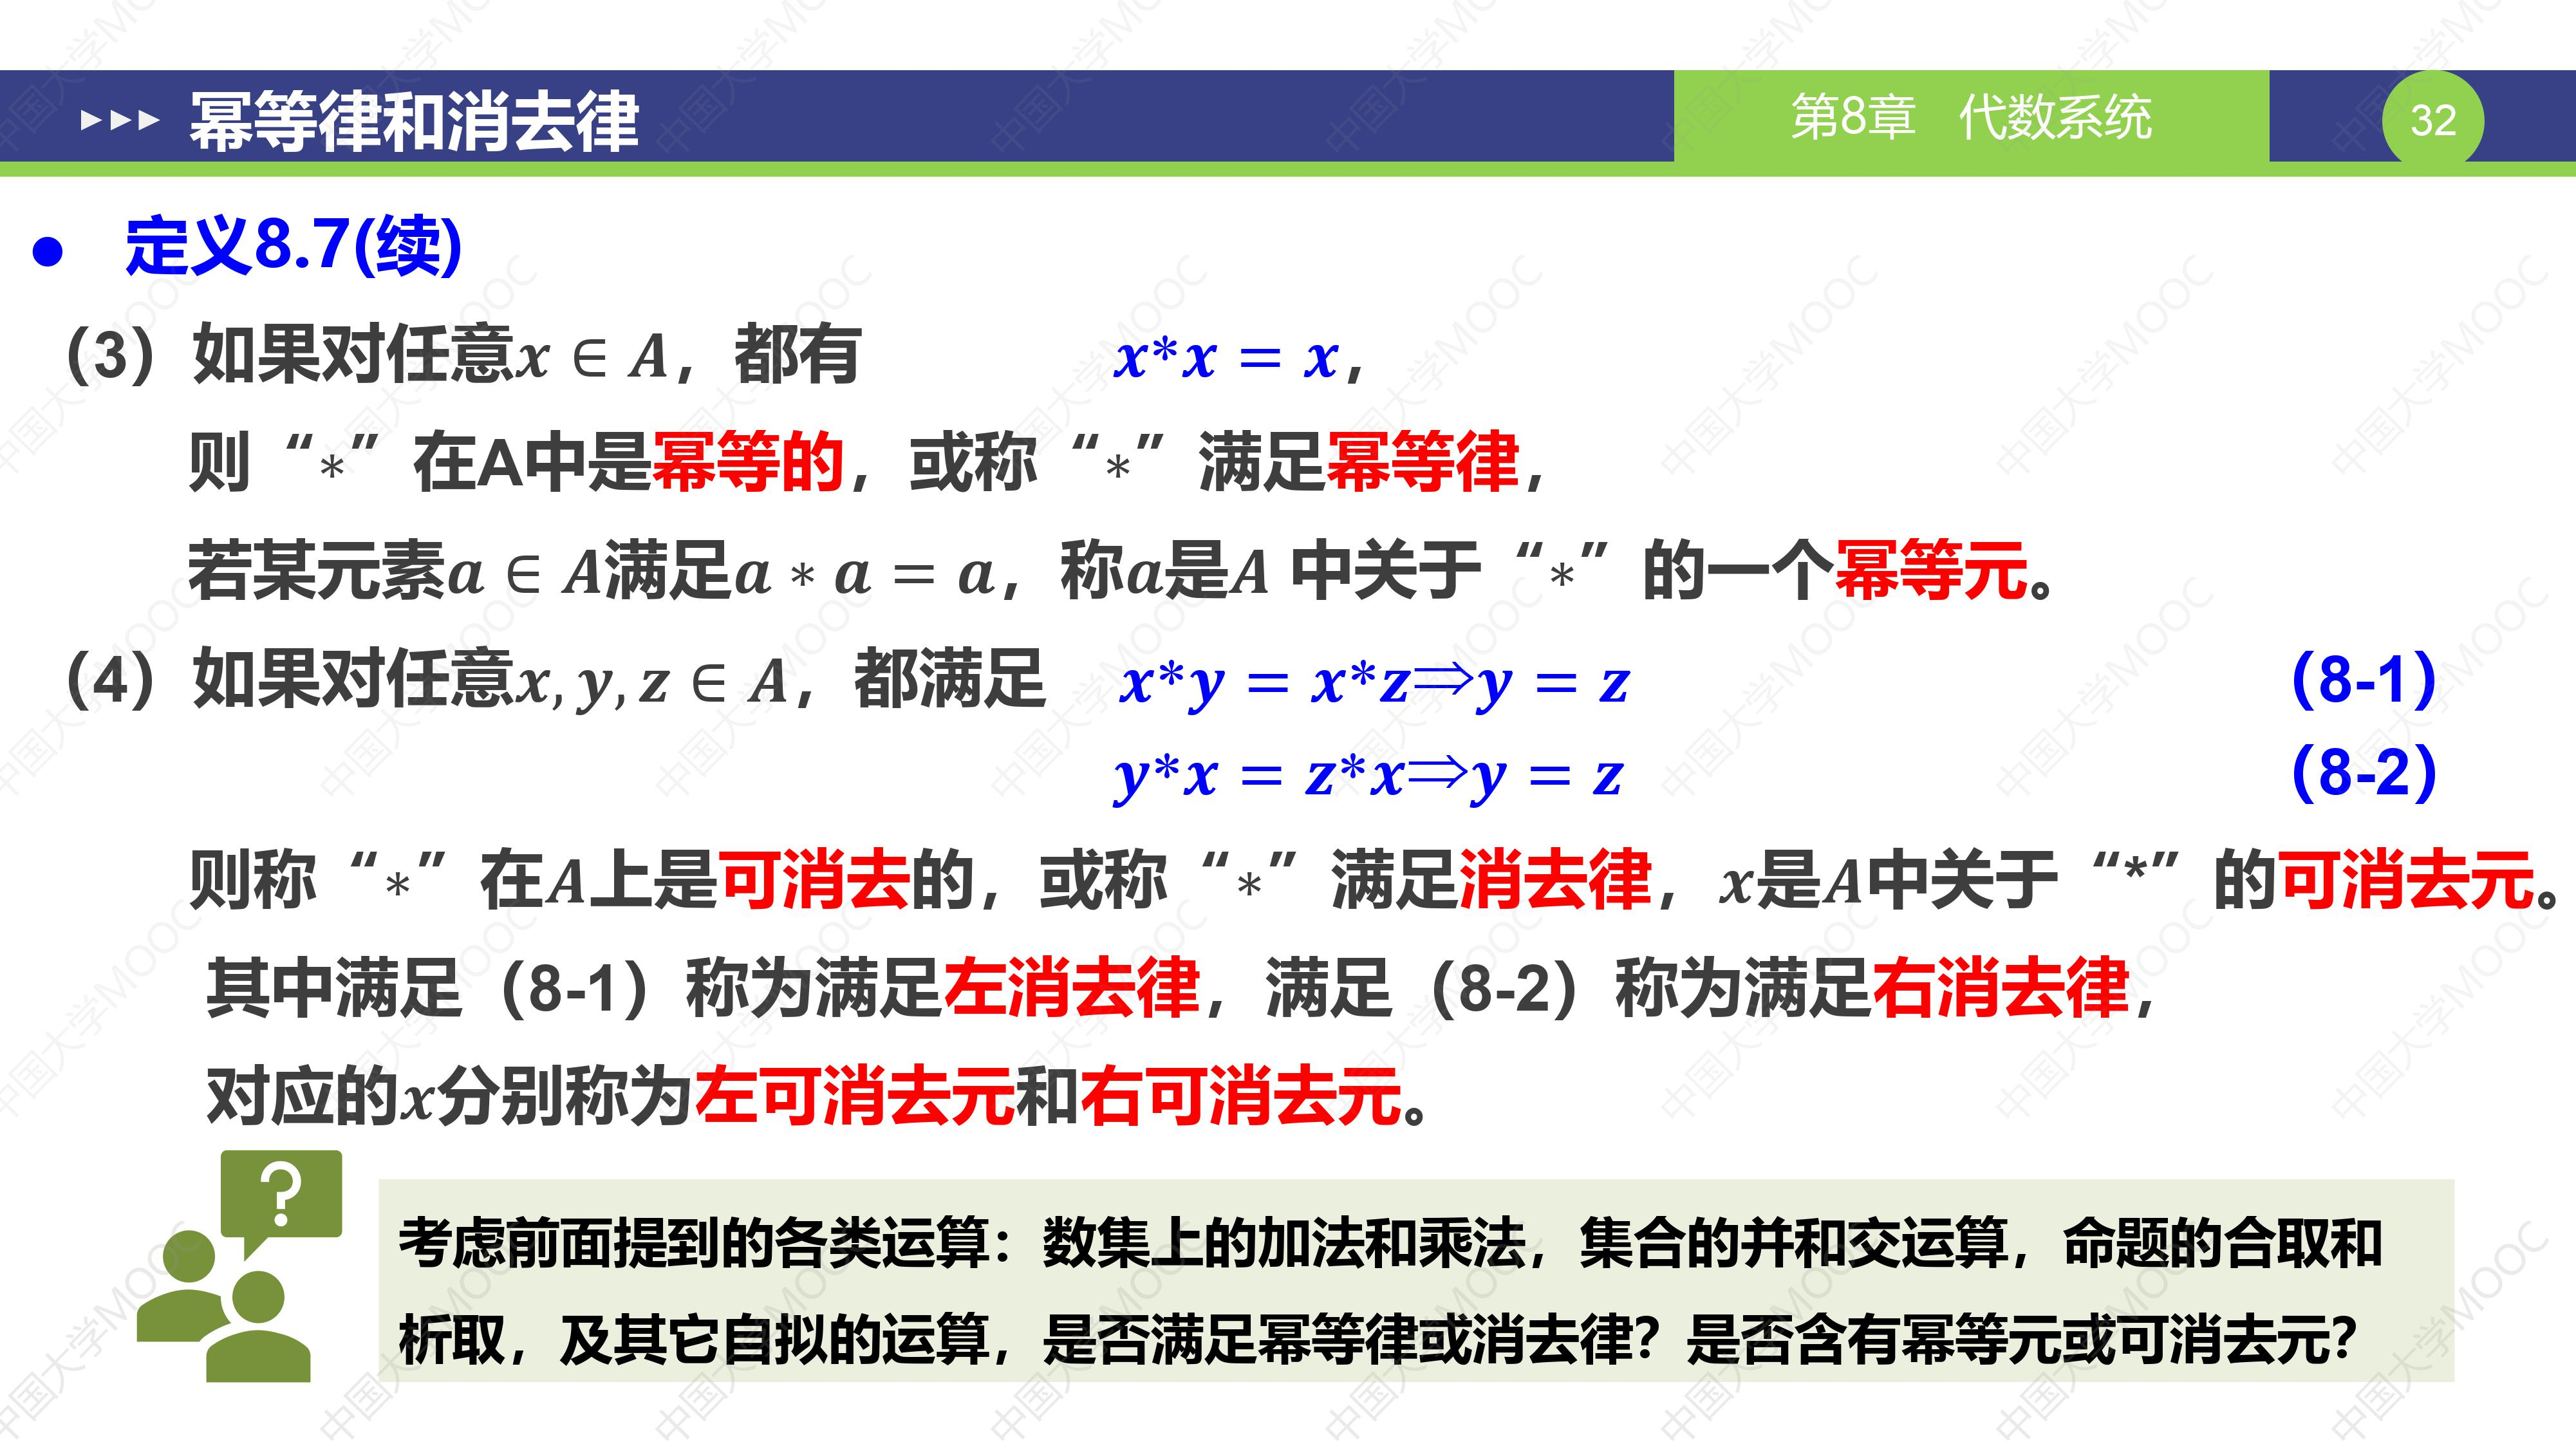 幂等律和消去律
第8章 代数系统
32
● 定义8.7(续)
（3）如果对任意x ∈ A，都有 x*x = x，
则“*”在A中是幂等的，或称“*”满足幂等律，
若某元素a ∈ A满足a * a = a，称a是A 中关于“*”的一个幂等元。
（4）如果对任意x, y, z ∈ A，都满足 x*y = x*z⟹y = z （8-1）
y*x = z*x⟹y = z （8-2）
则称“*”在A上是可消去的，或称“*”满足消去律，x是A中关于“*”的可消去元。
其中满足（8-1）称为满足左消去律，满足（8-2）称为满足右消去律，
对应的x分别称为左可消去元和右可消去元。
?
考虑前面提到的各类运算：数集上的加法和乘法，集合的并和交运算，命题的合取和
析取，及其它自拟的运算，是否满足幂等律或消去律？是否含有幂等元或可消去元？
中国大学MOOC